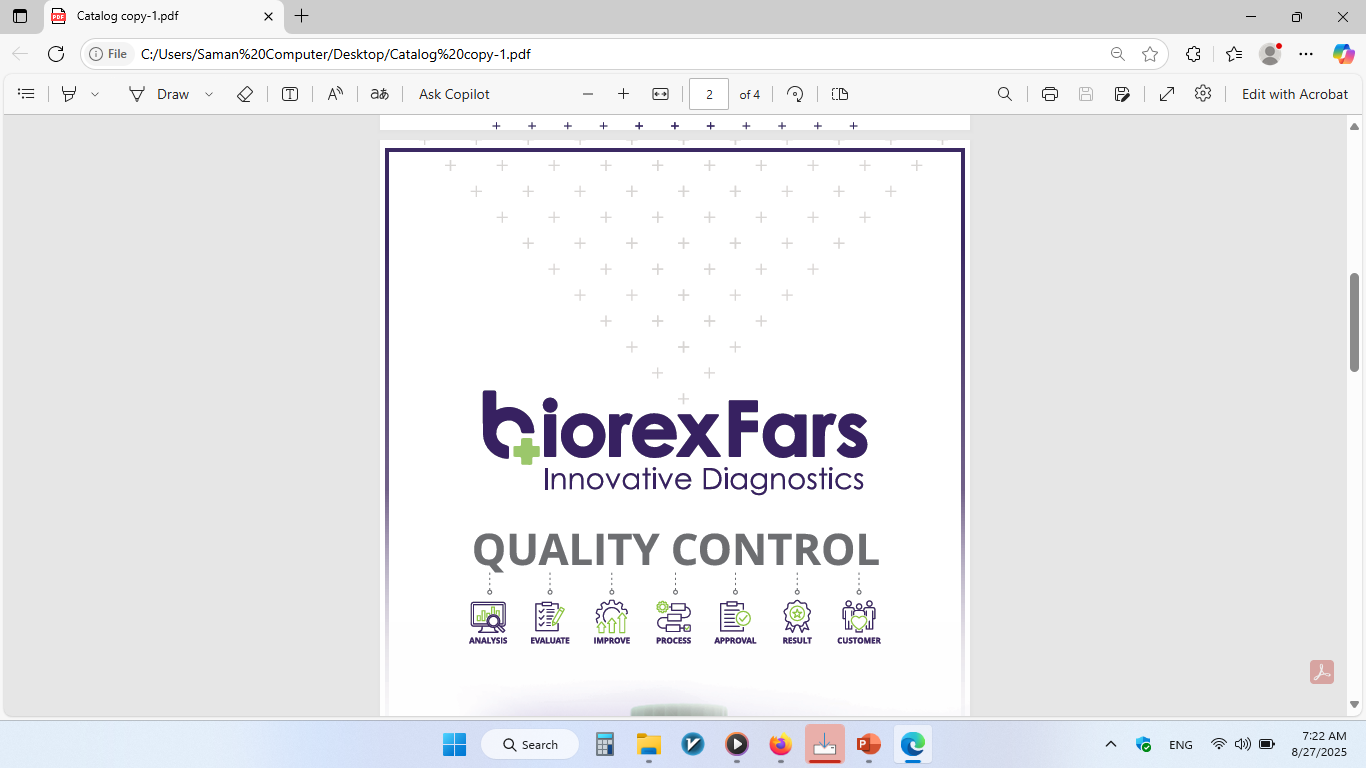 Catalog copy-1.pdf
File
C:/Users/Saman%20Computer/Desktop/Catalog%20copy-1.pdf
Draw
aあ
Ask Copilot
2 of 4
Edit with Acrobat
biorexFars
Innovative Diagnostics
QUALITY CONTROL
ANALYSIS EVALUATE IMPROVE PROCESS APPROVAL RESULT CUSTOMER
Search
ENG
7:22 AM
8/27/2025